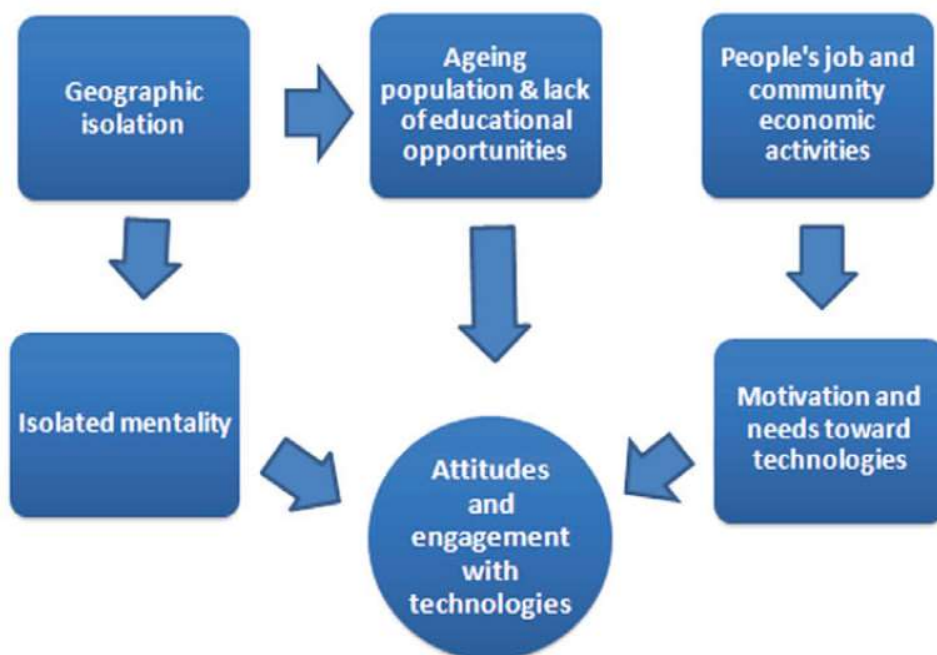 Geographic
isolation
Ageing
population & lack
of educational
opportunities
People's job and
community
economic
activities
Isolated mentality
Attitudes
and
engagement
with
technologies
Motivation and
needs toward
technologies